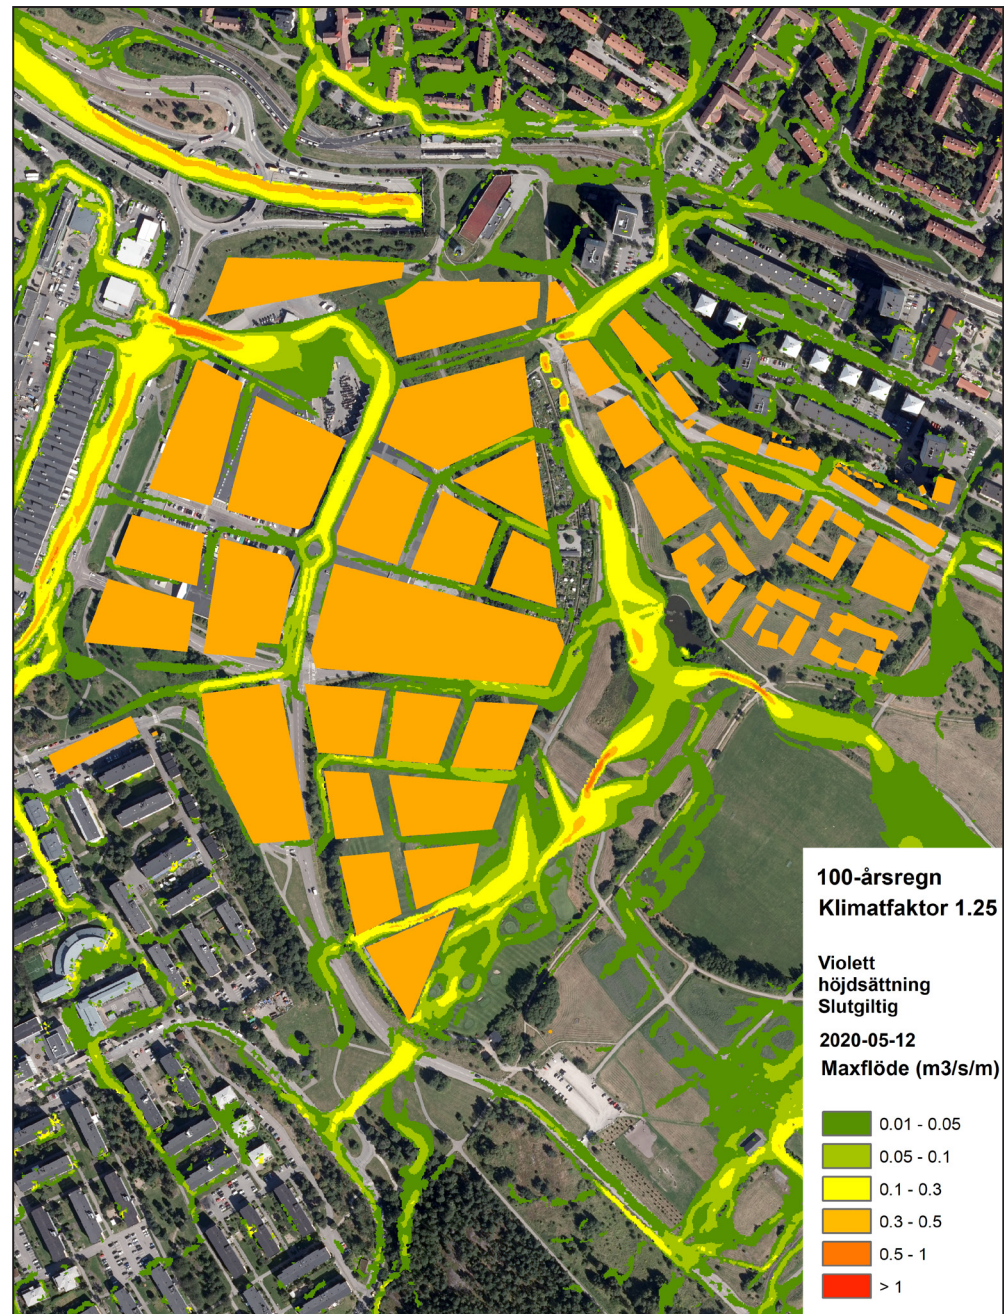 100-årsregn
Klimatfaktor 1.25
Violett
höjdsättning
Slutgiltig
2020-05-12
Maxflöde (m3/s/m)
0.01 - 0.05
0.05 - 0.1
0.1 - 0.3
0.3 - 0.5
0.5 - 1
> 1